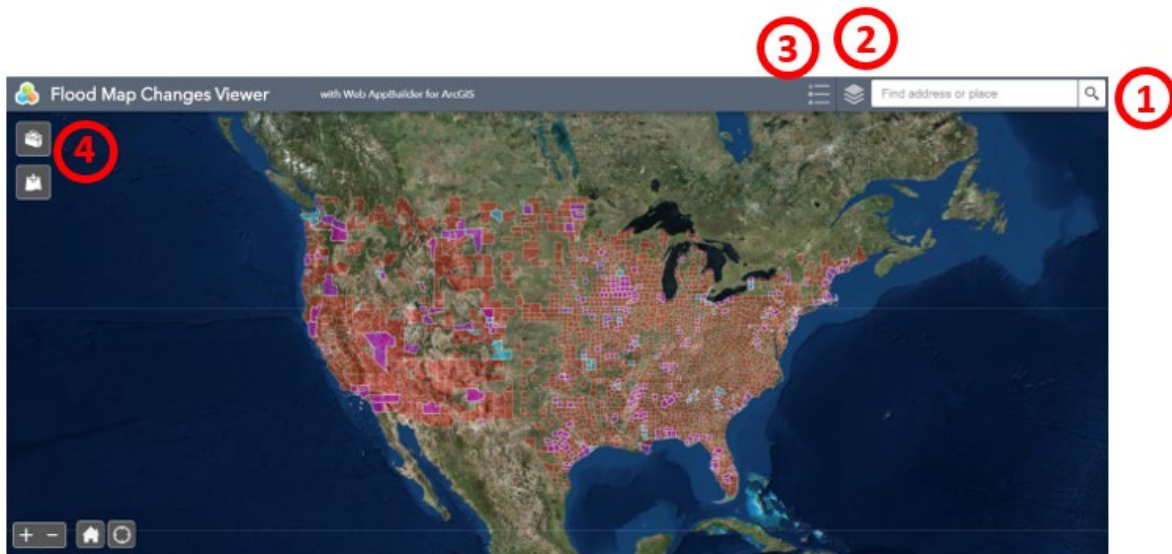 3
2
Flood Map Changes Viewer with Web AppBuilder for ArcGIS Find address or place
1
4